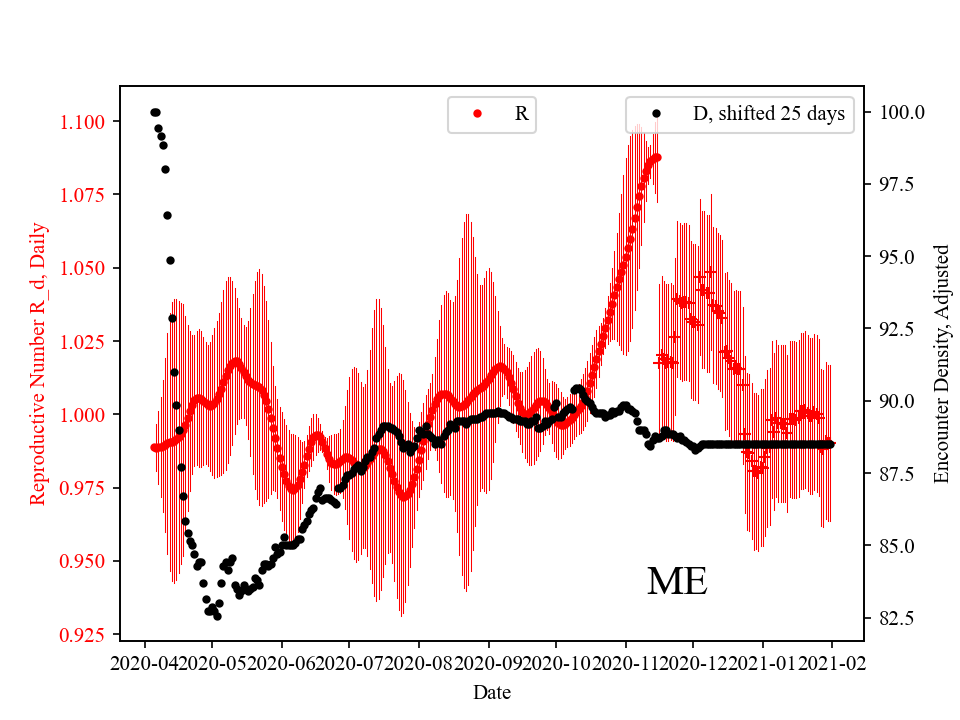 R
D, shifted 25 days
1.100
1.075
1.050
1.025
1.000
0.975
0.950
0.925
Reproductive Number R_d, Daily
100.0
97.5
95.0
92.5
90.0
87.5
85.0
82.5
Encounter Density, Adjusted
ME
2020-04 2020-05 2020-06 2020-07 2020-08 2020-09 2020-10 2020-11 2020-12 2021-01 2021-02
Date